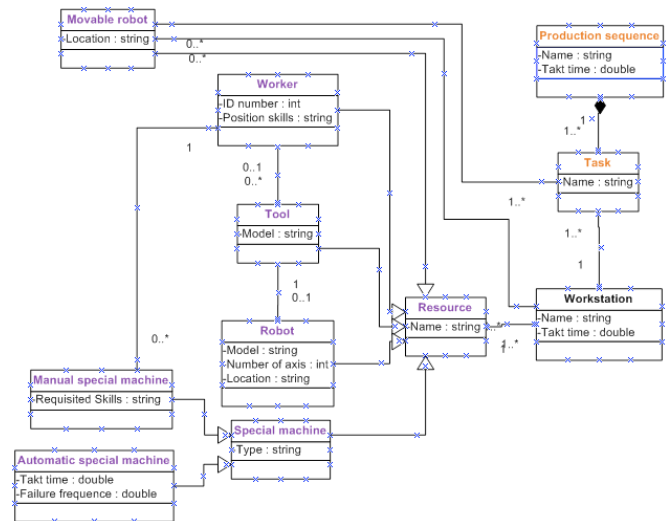 Movable robot
-Location : string
0..*
0..*
Production sequence
-Name : string
-Takt time : double
1
1..*
Worker
-ID number : int
-Position skills : string
1
0..1
0..*
Task
-Name : string
1..*
1..*
1
Tool
-Model : string
1
0..1
Resource
-Name : string
1..*
Workstation
-Name : string
-Takt time : double
Robot
-Model : string
-Number of axis : int
-Location : string
0..*
Manual special machine
-Requisited Skills : string
Special machine
-Type : string
Automatic special machine
-Takt time : double
-Failure frequence : double